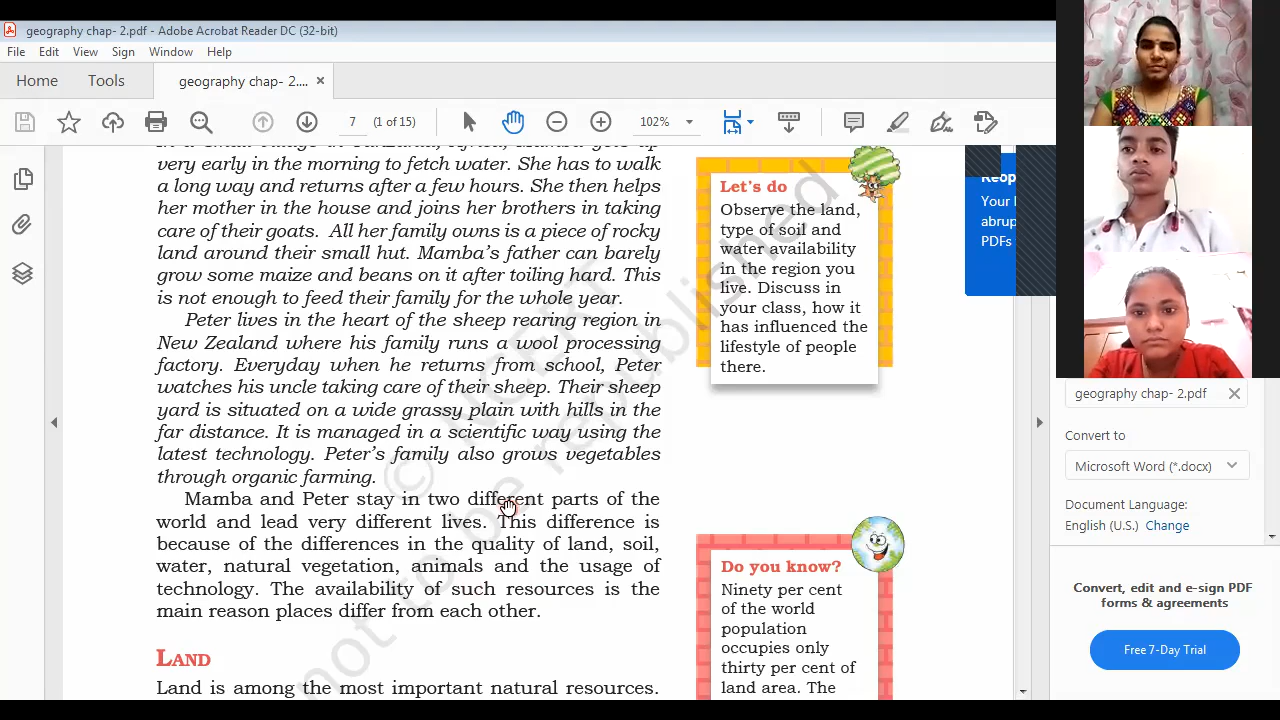 geography chap- 2.pdf - Adobe Acrobat Reader DC (32-bit)
File Edit View Sign Window Help
Home Tools geography chap- 2.... ×
7 (1 of 15) 102%
very early in the morning to fetch water. She has to walk
a long way and returns after a few hours. She then helps
her mother in the house and joins her brothers in taking
care of their goats. All her family owns is a piece of rocky
land around their small hut. Mamba's father can barely
grow some maize and beans on it after toiling hard. This
is not enough to feed their family for the whole year.
Peter lives in the heart of the sheep rearing region in
New Zealand where his family runs a wool processing
factory. Everyday when he returns from school, Peter
watches his uncle taking care of their sheep. Their sheep
yard is situated on a wide grassy plain with hills in the
far distance. It is managed in a scientific way using the
latest technology. Peter's family also grows vegetables
through organic farming.
Mamba and Peter stay in two different parts of the
world and lead very different lives. This difference is
because of the differences in the quality of land, soil,
water, natural vegetation, animals and the usage of
technology. The availability of such resources is the
main reason places differ from each other.
LAND
Land is among the most important natural resources.
Let's do
Observe the land,
type of soil and
water availability
in the region you
live. Discuss in
your class, how it
has influenced the
lifestyle of people
there.
Do you know?
Ninety per cent
of the world
population
occupies only
thirty per cent of
land area. The
© NCERT
not to be republished
Your
abrup
PDFs
geography chap- 2.pdf
Convert to
Microsoft Word (*.docx)
Document Language:
English (U.S.) Change
Convert, edit and e-sign PDF
forms & agreements
Free 7-Day Trial